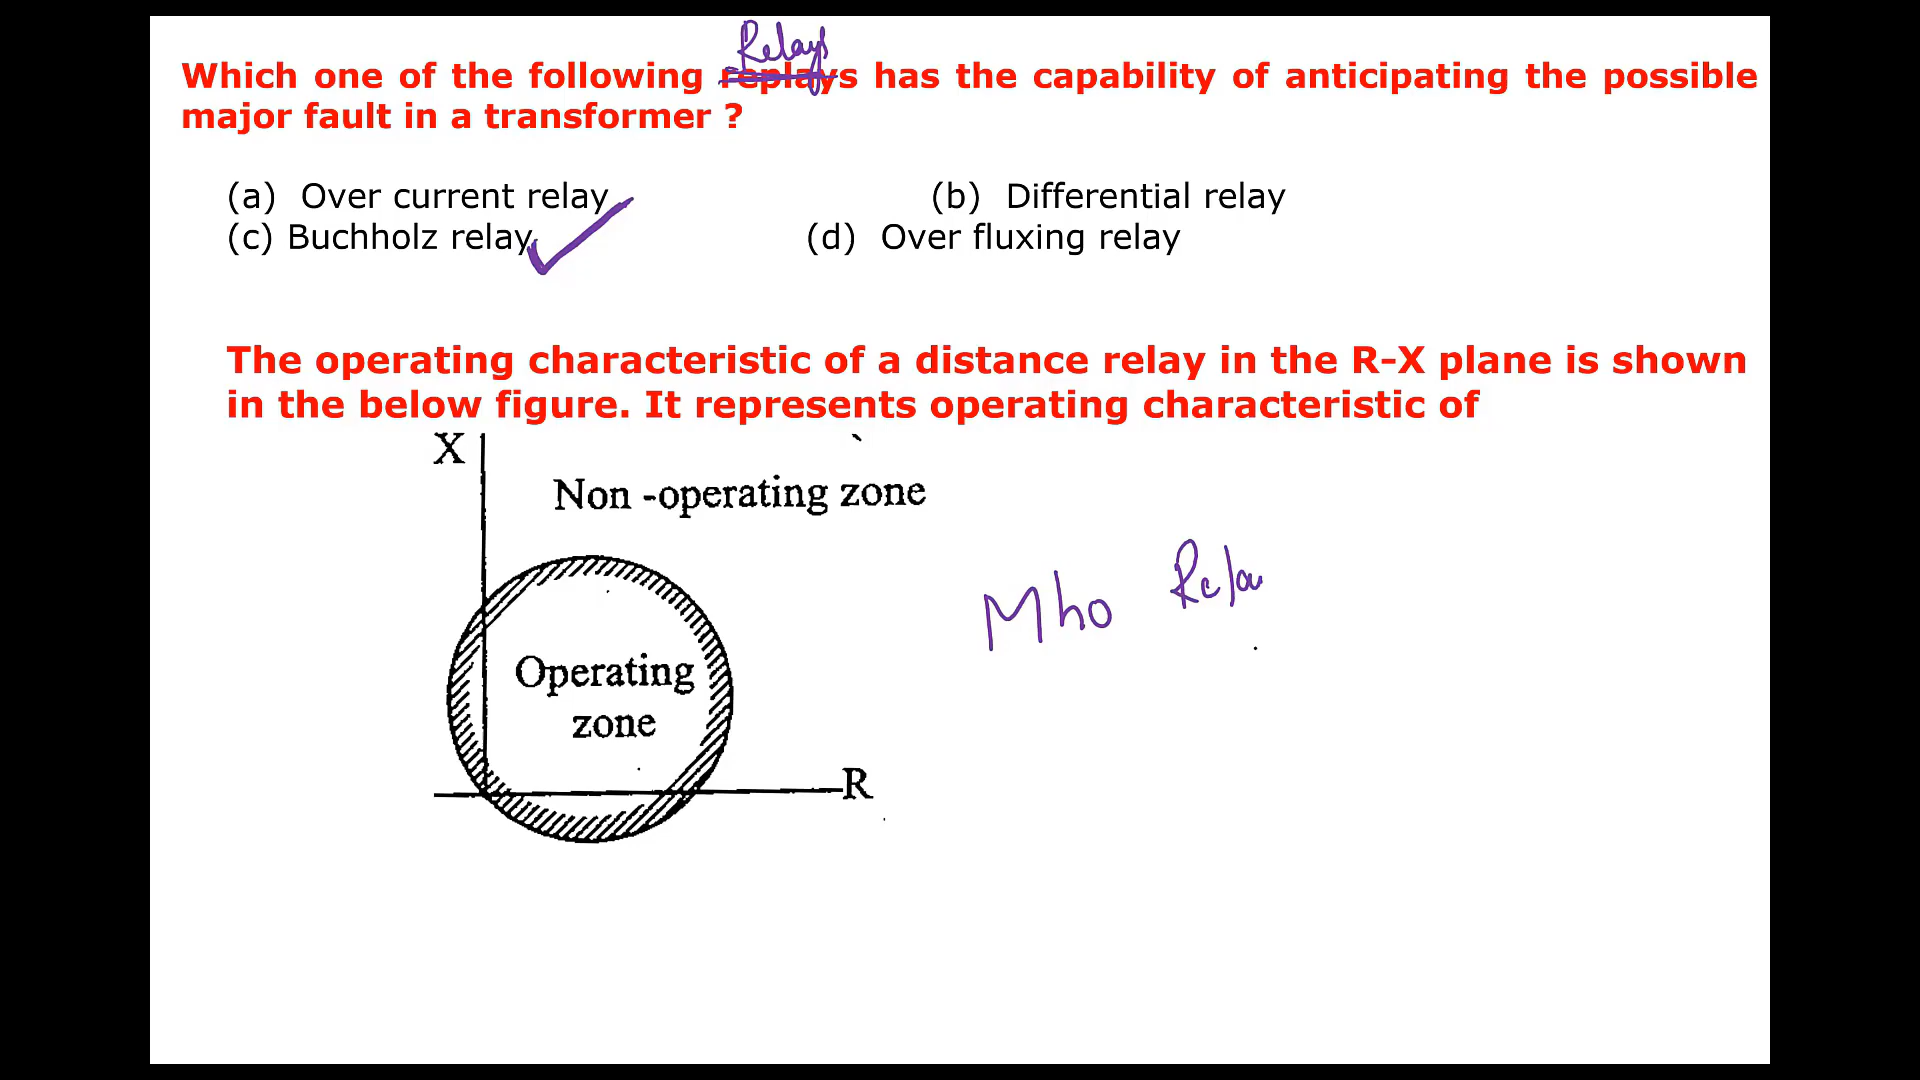 Relays
Which one of the following replays has the capability of anticipating the possible
major fault in a transformer ?
(a) Over current relay (b) Differential relay
(c) Buchholz relay (d) Over fluxing relay
The operating characteristic of a distance relay in the R-X plane is shown
in the below figure. It represents operating characteristic of
X
Non -operating zone
Mho Rela
Operating
zone
R